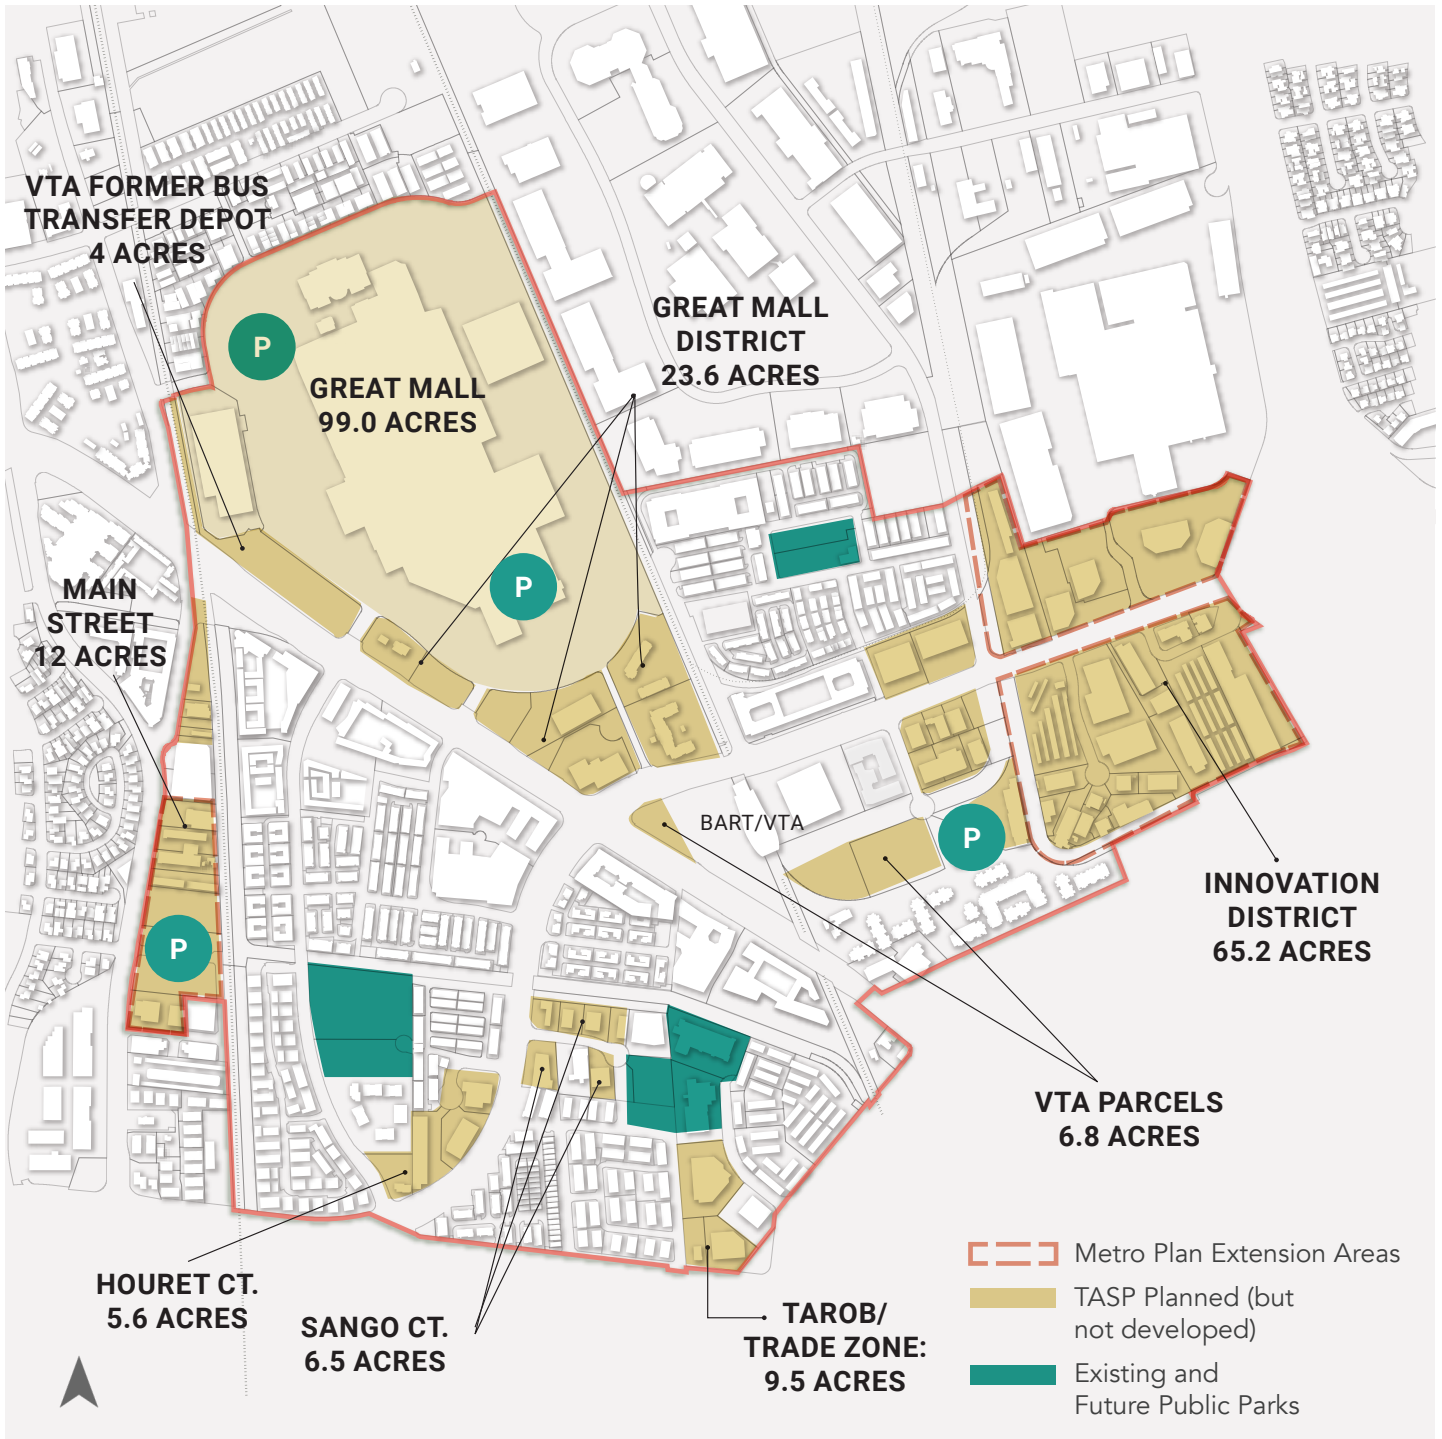 VTA FORMER BUS
TRANSFER DEPOT
4 ACRES
P
GREAT MALL
99.0 ACRES
GREAT MALL
DISTRICT
23.6 ACRES
P
MAIN
STREET
12 ACRES
BART/VTA
P
P
INNOVATION
DISTRICT
65.2 ACRES
VTA PARCELS
6.8 ACRES
HOURET CT.
5.6 ACRES
SANGO CT.
6.5 ACRES
TAROB/
TRADE ZONE:
9.5 ACRES
Metro Plan Extension Areas
TASP Planned (but
not developed)
Existing and
Future Public Parks